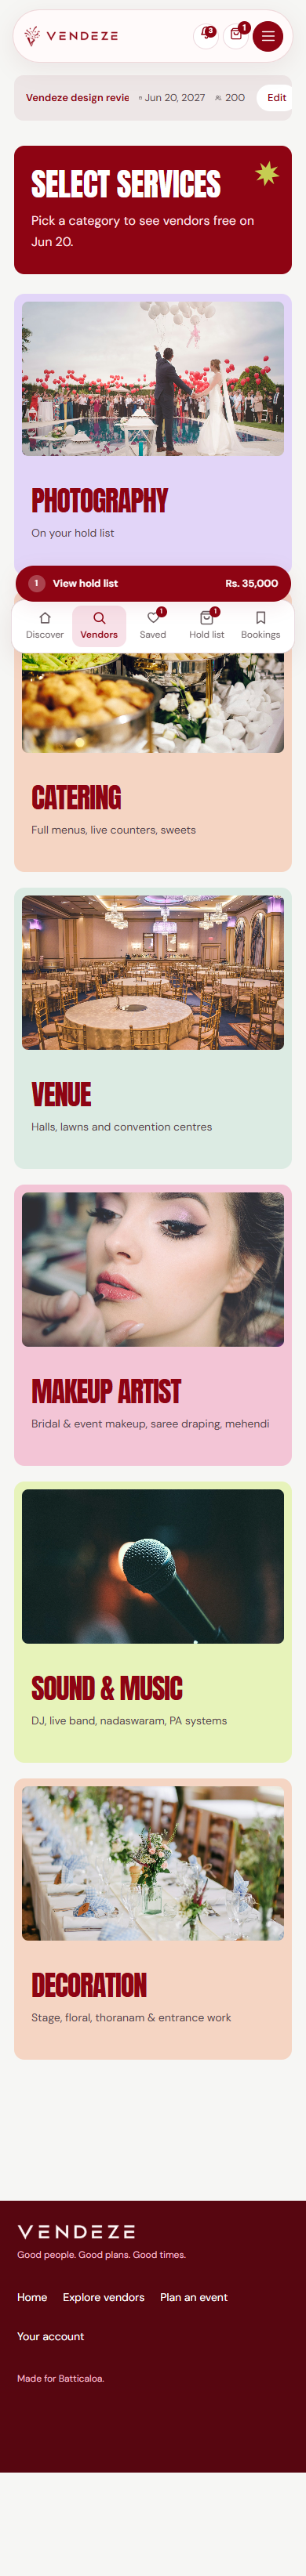 VENDEZE
3
1
Vendeze design revie
Jun 20, 2027
200
Edit
SELECT SERVICES
Pick a category to see vendors free on
Jun 20.
PHOTOGRAPHY
On your hold list
1 View hold list Rs. 35,000
1
1
Discover Vendors Saved Hold list Bookings
CATERING
Full menus, live counters, sweets
VENUE
Halls, lawns and convention centres
MAKEUP ARTIST
Bridal & event makeup, saree draping, mehendi
SOUND & MUSIC
DJ, live band, nadaswaram, PA systems
DECORATION
Stage, floral, thoranam & entrance work
VENDEZE
Good people. Good plans. Good times.
Home Explore vendors Plan an event
Your account
Made for Batticaloa.